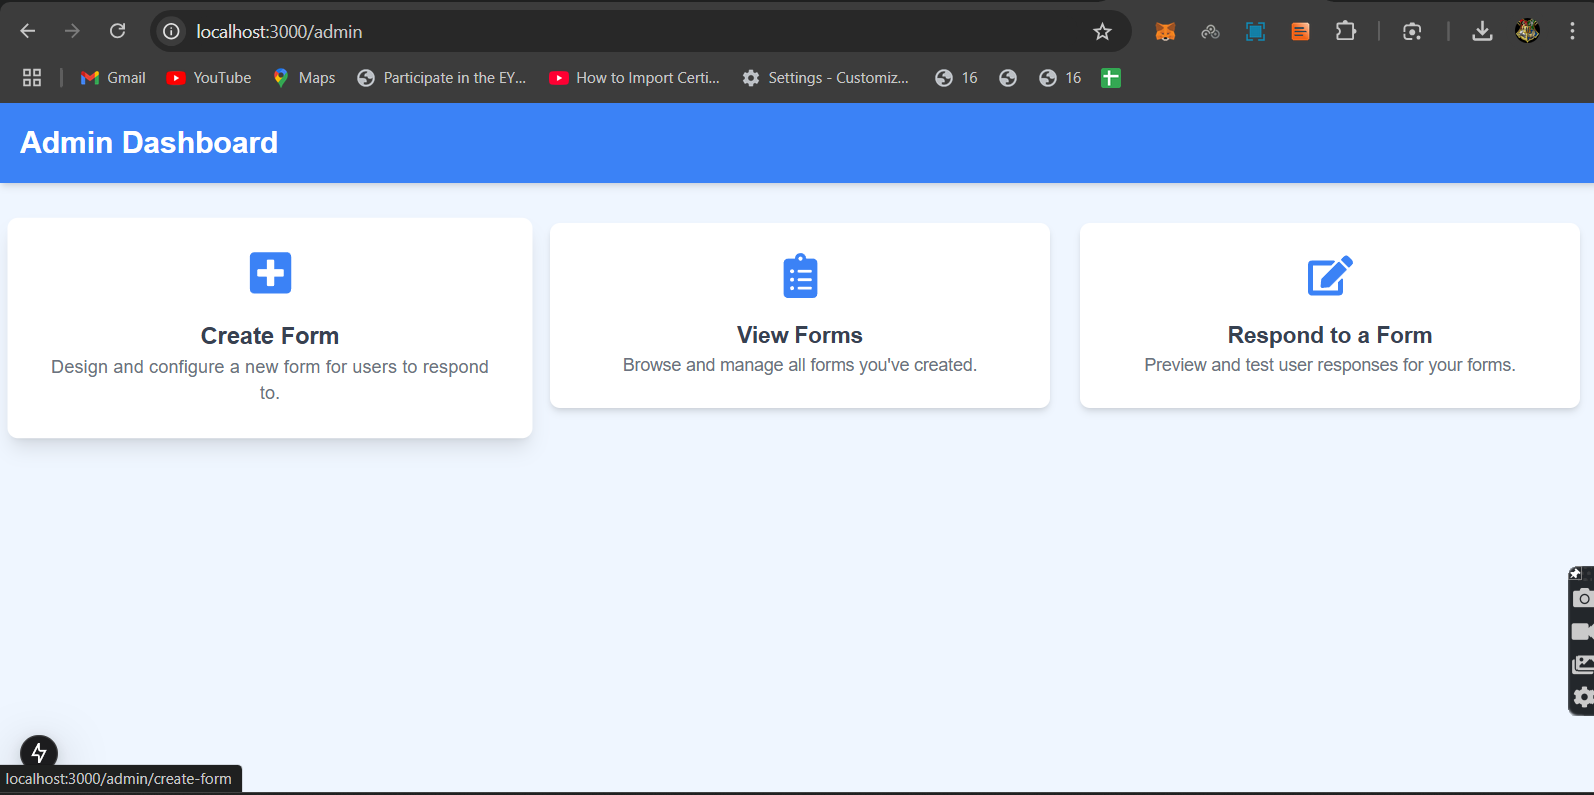 localhost:3000/admin
Gmail YouTube Maps Participate in the EY... How to Import Certi... Settings - Customiz... 16 16
Admin Dashboard
Create Form
Design and configure a new form for users to respond
to.
View Forms
Browse and manage all forms you've created.
Respond to a Form
Preview and test user responses for your forms.
localhost:3000/admin/create-form